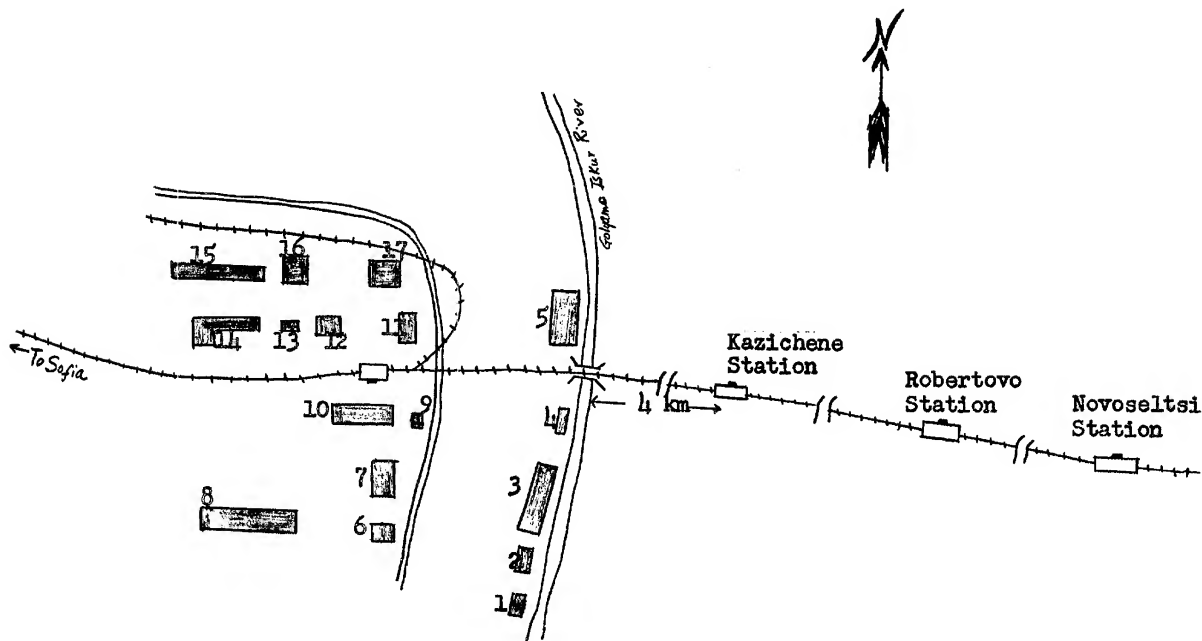 N
Golyamo Iskur River
15
16
17
5
14
13
12
11
To Sofia
Kazichene
Station
Robertovo
Station
Novoseltsi
Station
4 km
10
9
4
7
3
8
6
2
1